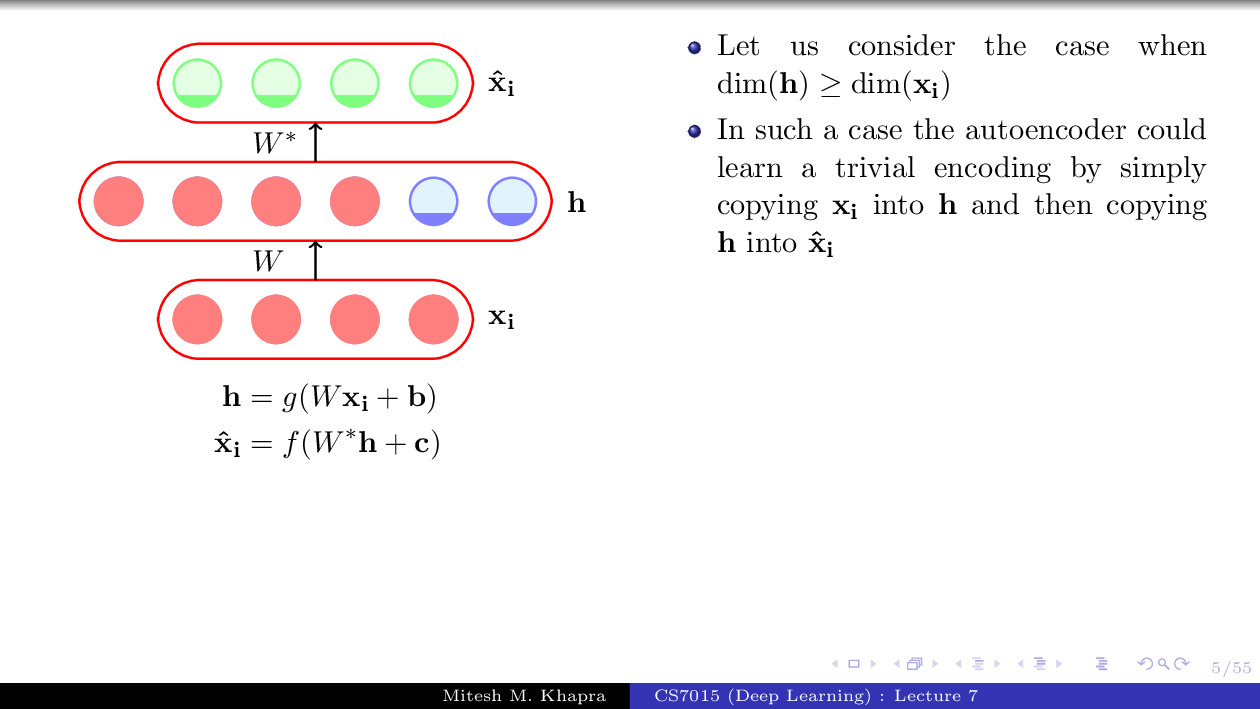 x̂ᵢ
W*
h
W
xᵢ
h = g(Wxᵢ + b)
x̂ᵢ = f(W*h + c)
Let us consider the case when
dim(h) ≥ dim(xᵢ)
In such a case the autoencoder could
learn a trivial encoding by simply
copying xᵢ into h and then copying
h into x̂ᵢ
5/55
Mitesh M. Khapra
CS7015 (Deep Learning) : Lecture 7